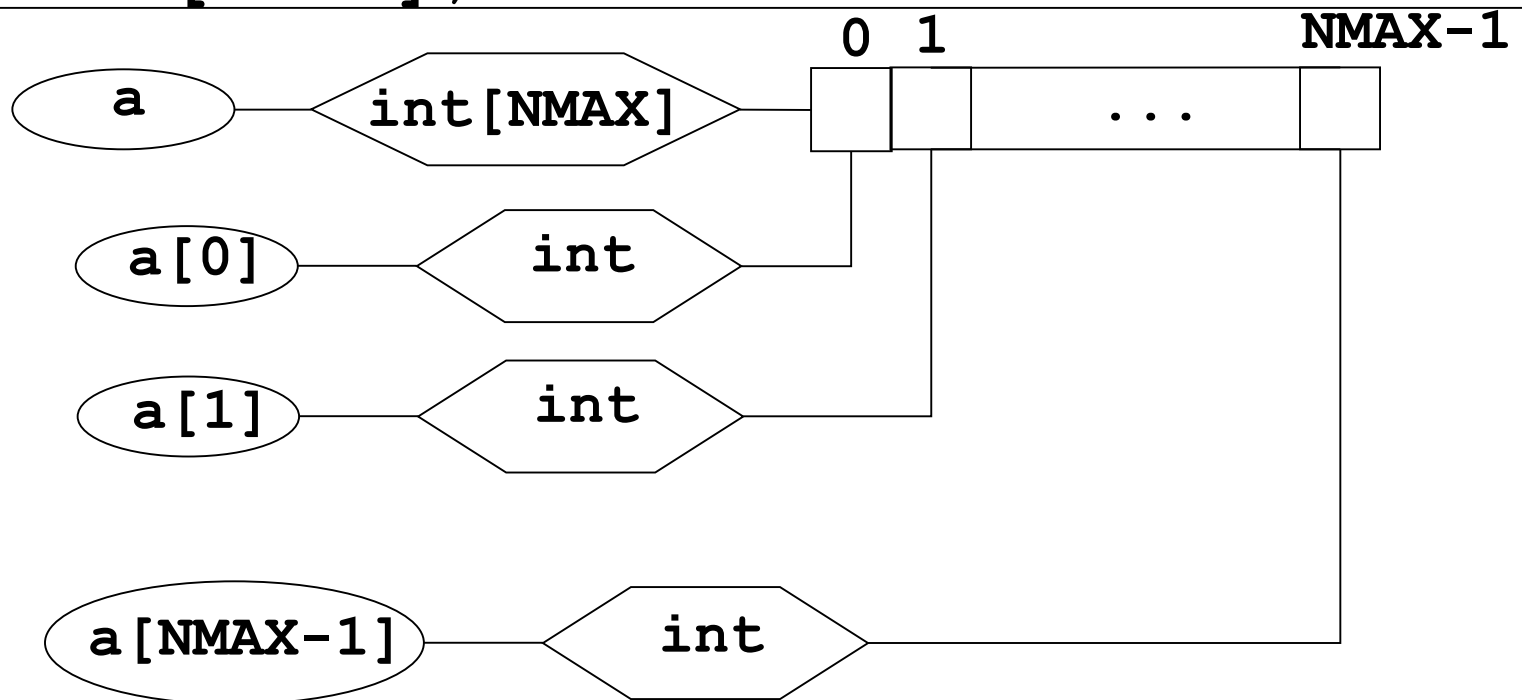 0 1 NMAX-1
a int[NMAX] ...
a[0] int
a[1] int
a[NMAX-1] int